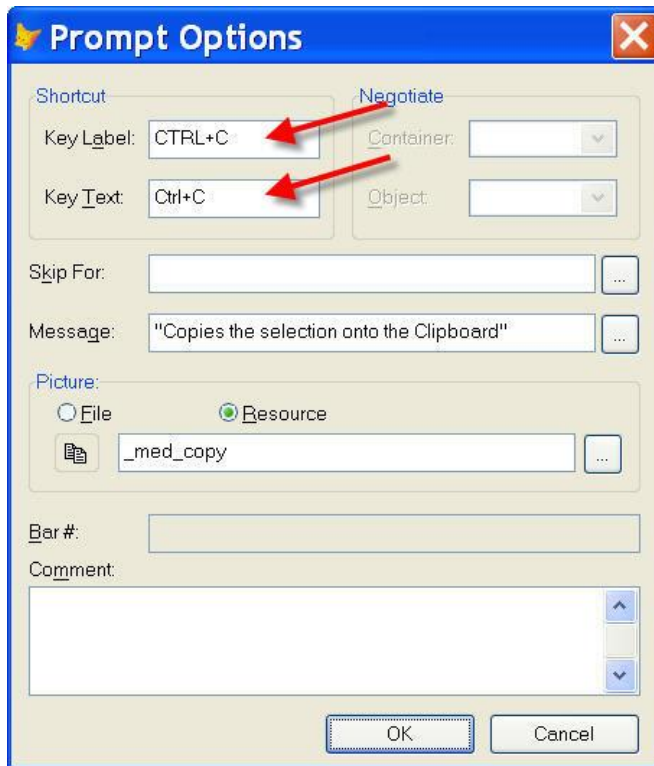 Prompt Options
Shortcut
Negotiate
Key Label: CTRL+C
Container:
Key Text: Ctrl+C
Object:
Skip For:
...
Message: "Copies the selection onto the Clipboard"
...
Picture:
File
Resource
_med_copy
...
Bar #:
Comment:
OK
Cancel